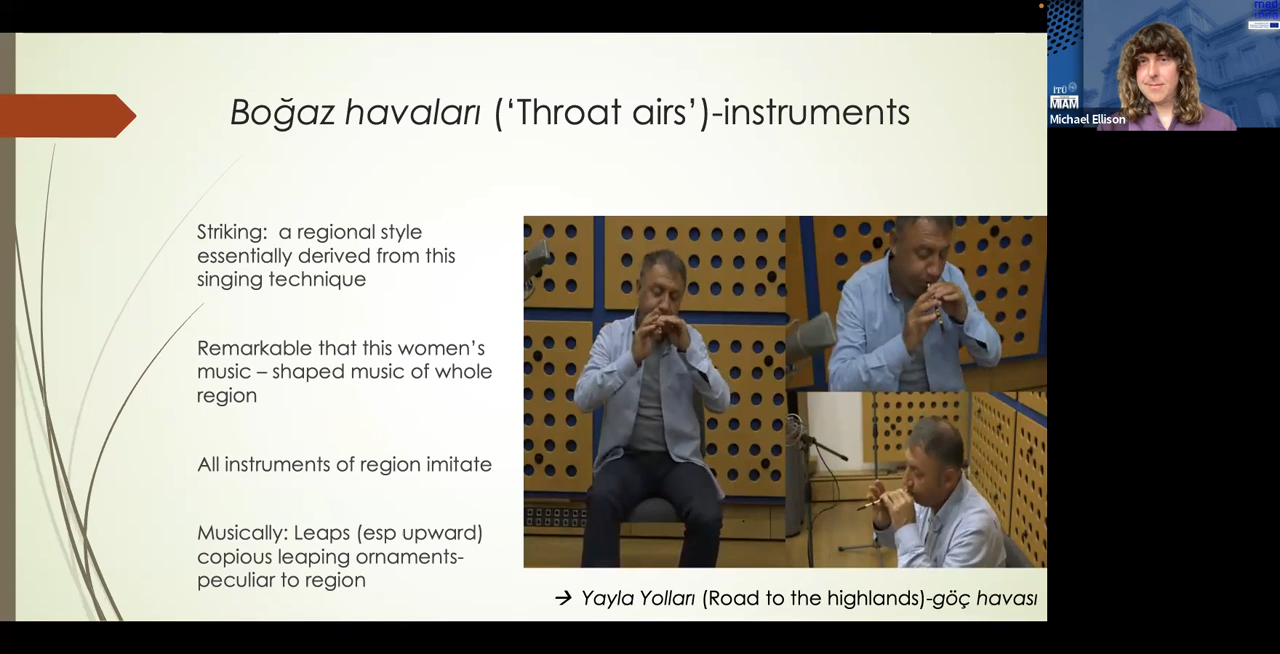 Boğaz havaları (‘Throat airs’)-instruments
Striking:  a regional style
essentially derived from this
singing technique
Remarkable that this women’s
music – shaped music of whole
region
All instruments of region imitate
Musically: Leaps (esp upward)
copious leaping ornaments-
peculiar to region
→ Yayla Yolları (Road to the highlands)-göç havası
İTÜ
MIAM
Michael Ellison